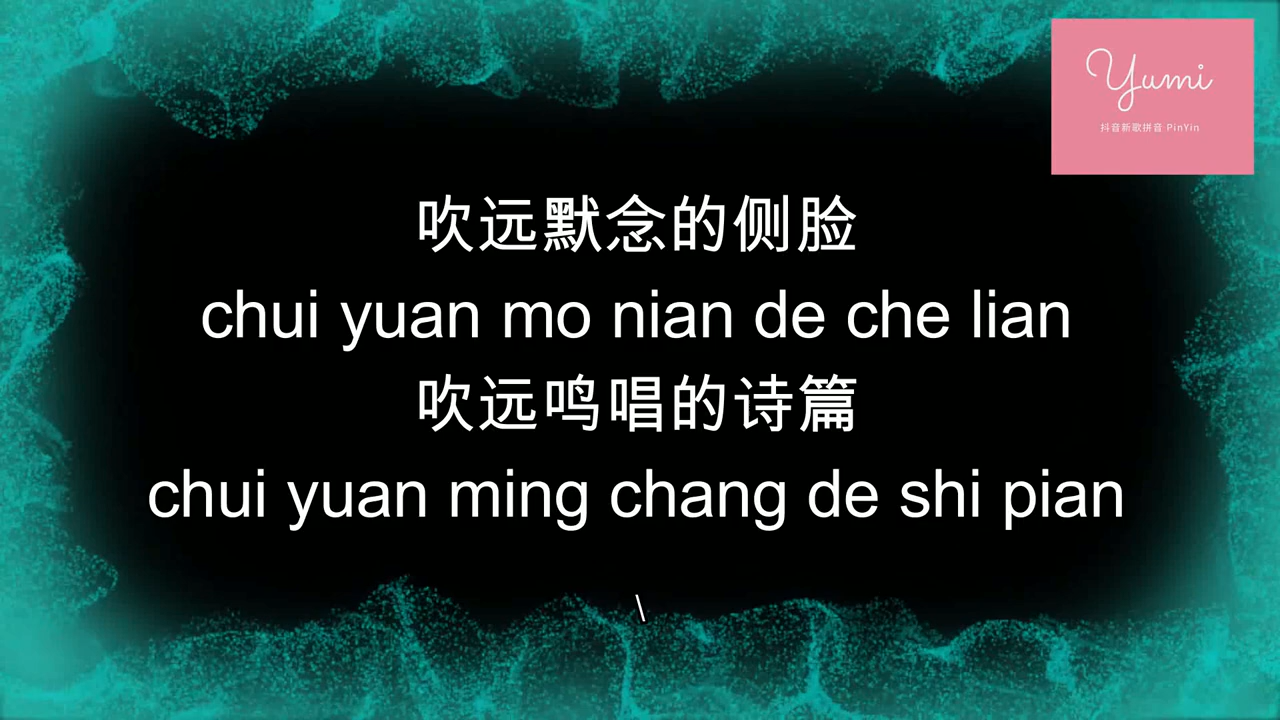 Yumi
抖音新歌拼音 PinYin
吹远默念的侧脸
chui yuan mo nian de che lian
吹远鸣唱的诗篇
chui yuan ming chang de shi pian
\